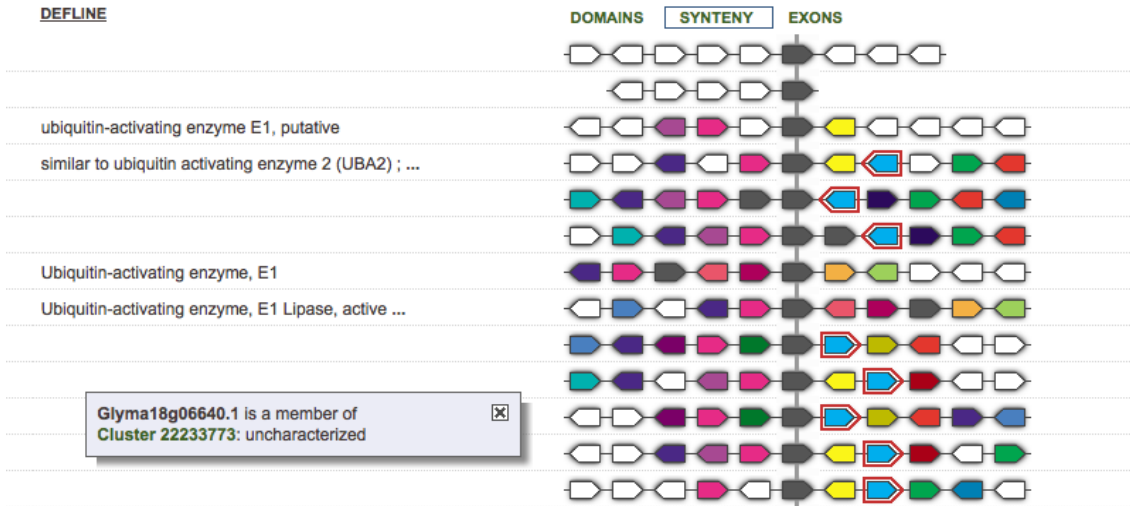 DEFLINE
DOMAINS SYNTENY EXONS
ubiquitin-activating enzyme E1, putative
similar to ubiquitin activating enzyme 2 (UBA2) ; ...
Ubiquitin-activating enzyme, E1
Ubiquitin-activating enzyme, E1 Lipase, active ...
Glyma18g06640.1 is a member of
Cluster 22233773: uncharacterized